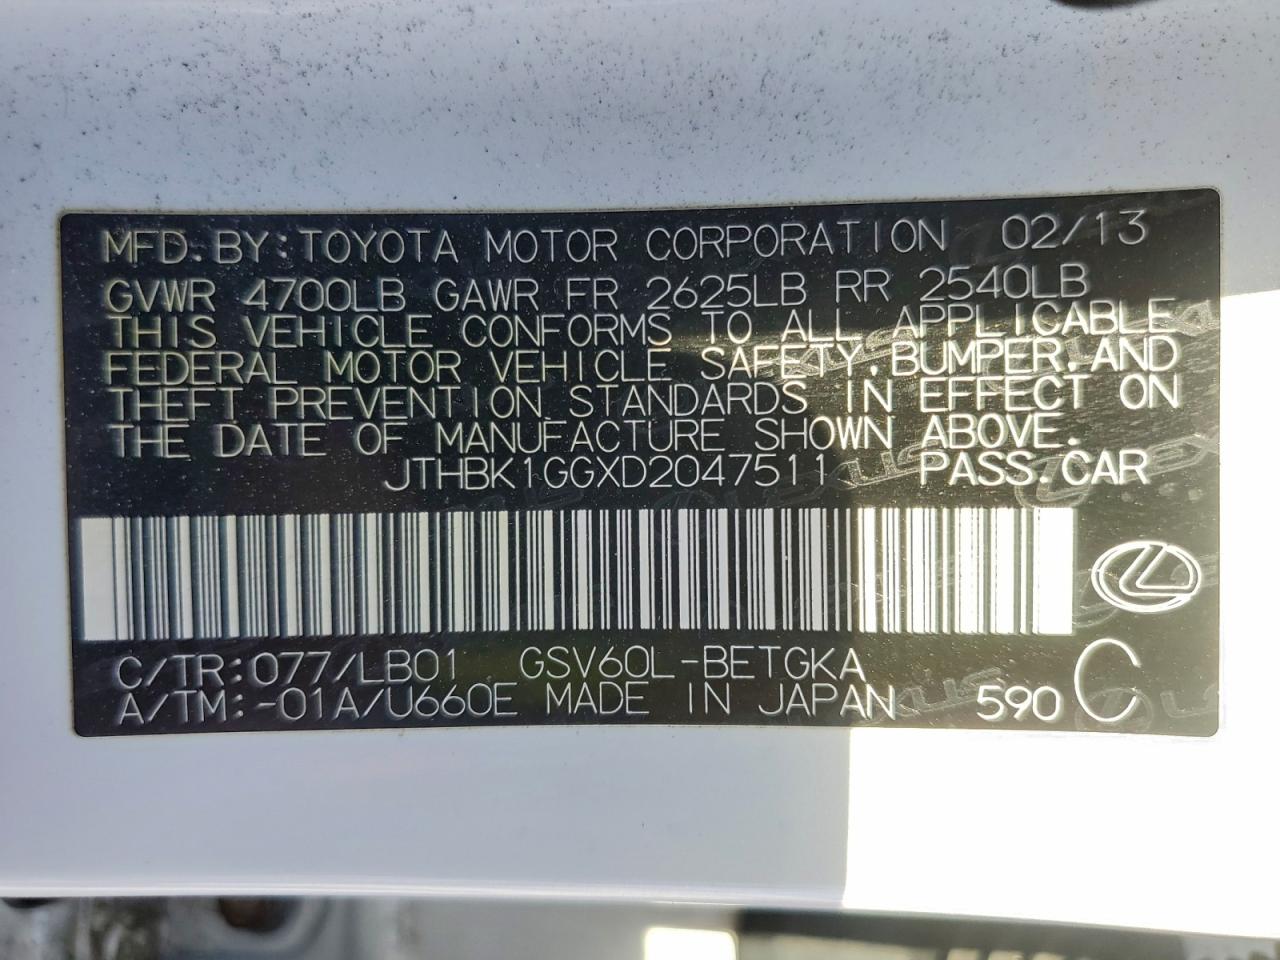 MFD. BY: TOYOTA MOTOR CORPORATION 02/13
GVWR 4700LB GAWR FR 2625LB RR 2540LB
THIS VEHICLE CONFORMS TO ALL APPLICABLE
FEDERAL MOTOR VEHICLE SAFETY, BUMPER, AND
THEFT PREVENTION STANDARDS IN EFFECT ON
THE DATE OF MANUFACTURE SHOWN ABOVE.
JTHBK1GGXD2047511 PASS. CAR
C/TR: 077/LB01 GSV60L-BETGKA
A/TM: -01A/U660E MADE IN JAPAN 590 C